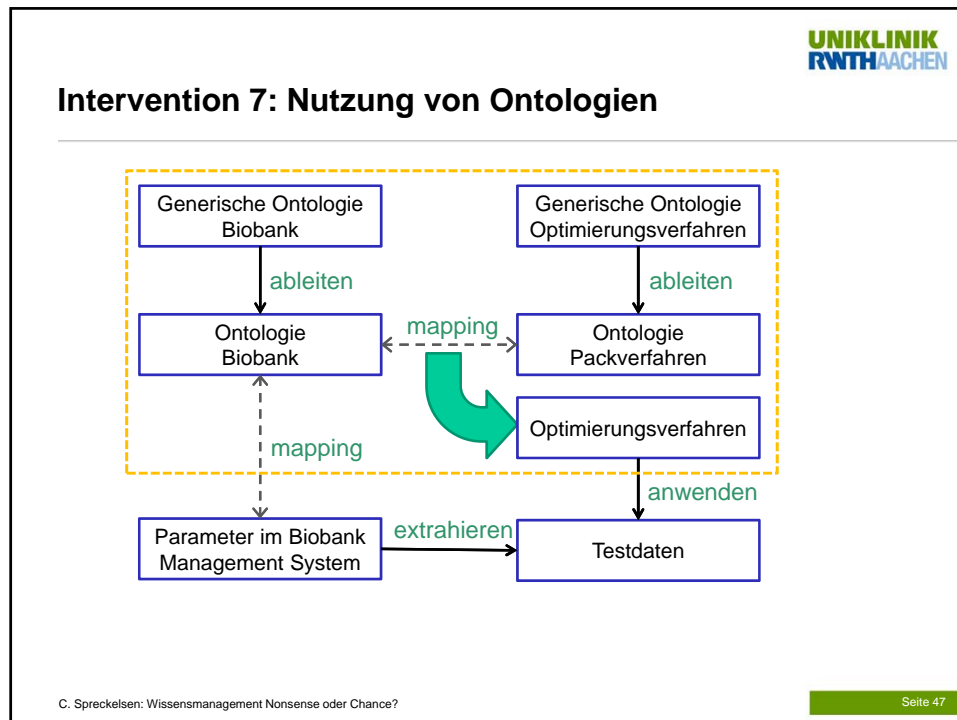 UNIKLINIK
RWTHAACHEN
Intervention 7: Nutzung von Ontologien
Generische Ontologie
Biobank
Generische Ontologie
Optimierungsverfahren
ableiten
ableiten
Ontologie
Biobank
mapping
Ontologie
Packverfahren
Optimierungsverfahren
mapping
anwenden
Parameter im Biobank
Management System
extrahieren
Testdaten
C. Spreckelsen: Wissensmanagement Nonsense oder Chance?
Seite 47